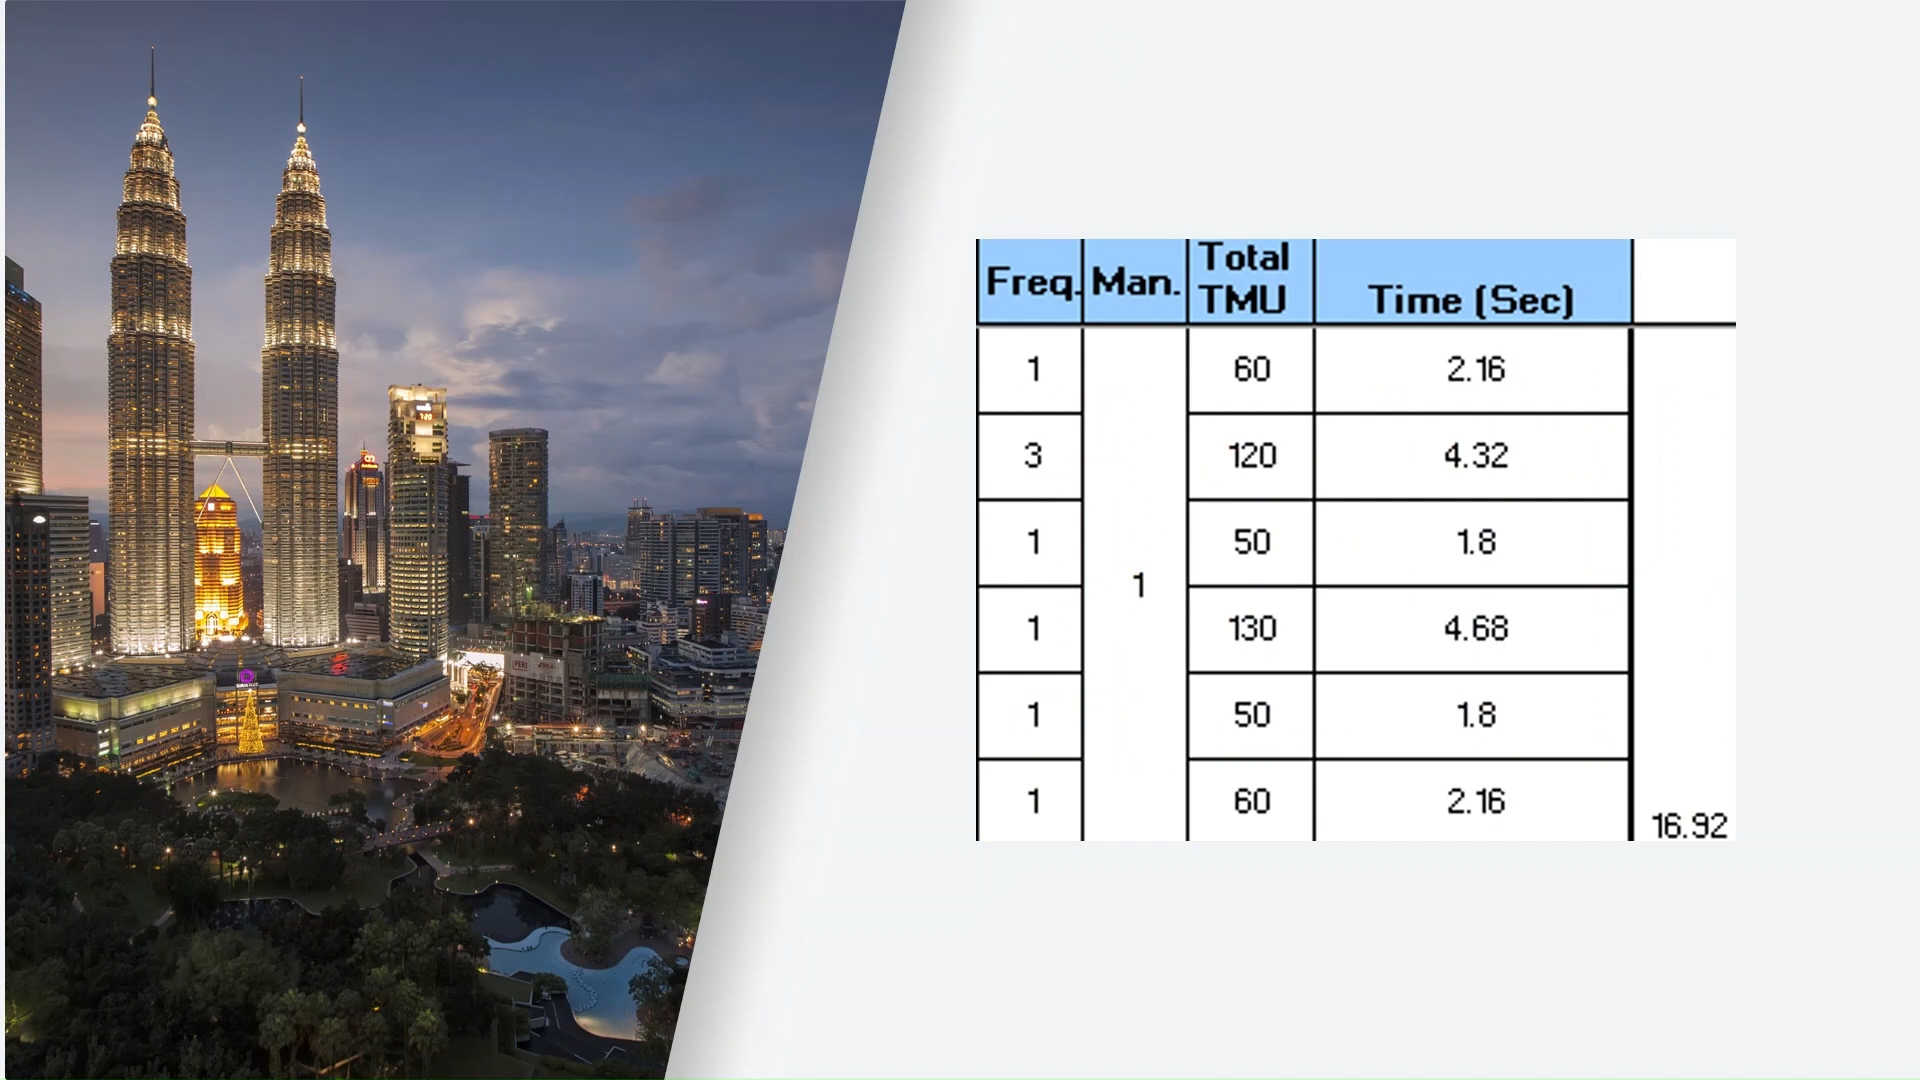 Freq. Man. Total TMU Time (Sec)
1 60 2.16
3 120 4.32
1 50 1.8
1
1 130 4.68
1 50 1.8
1 60 2.16
16.92
PERI